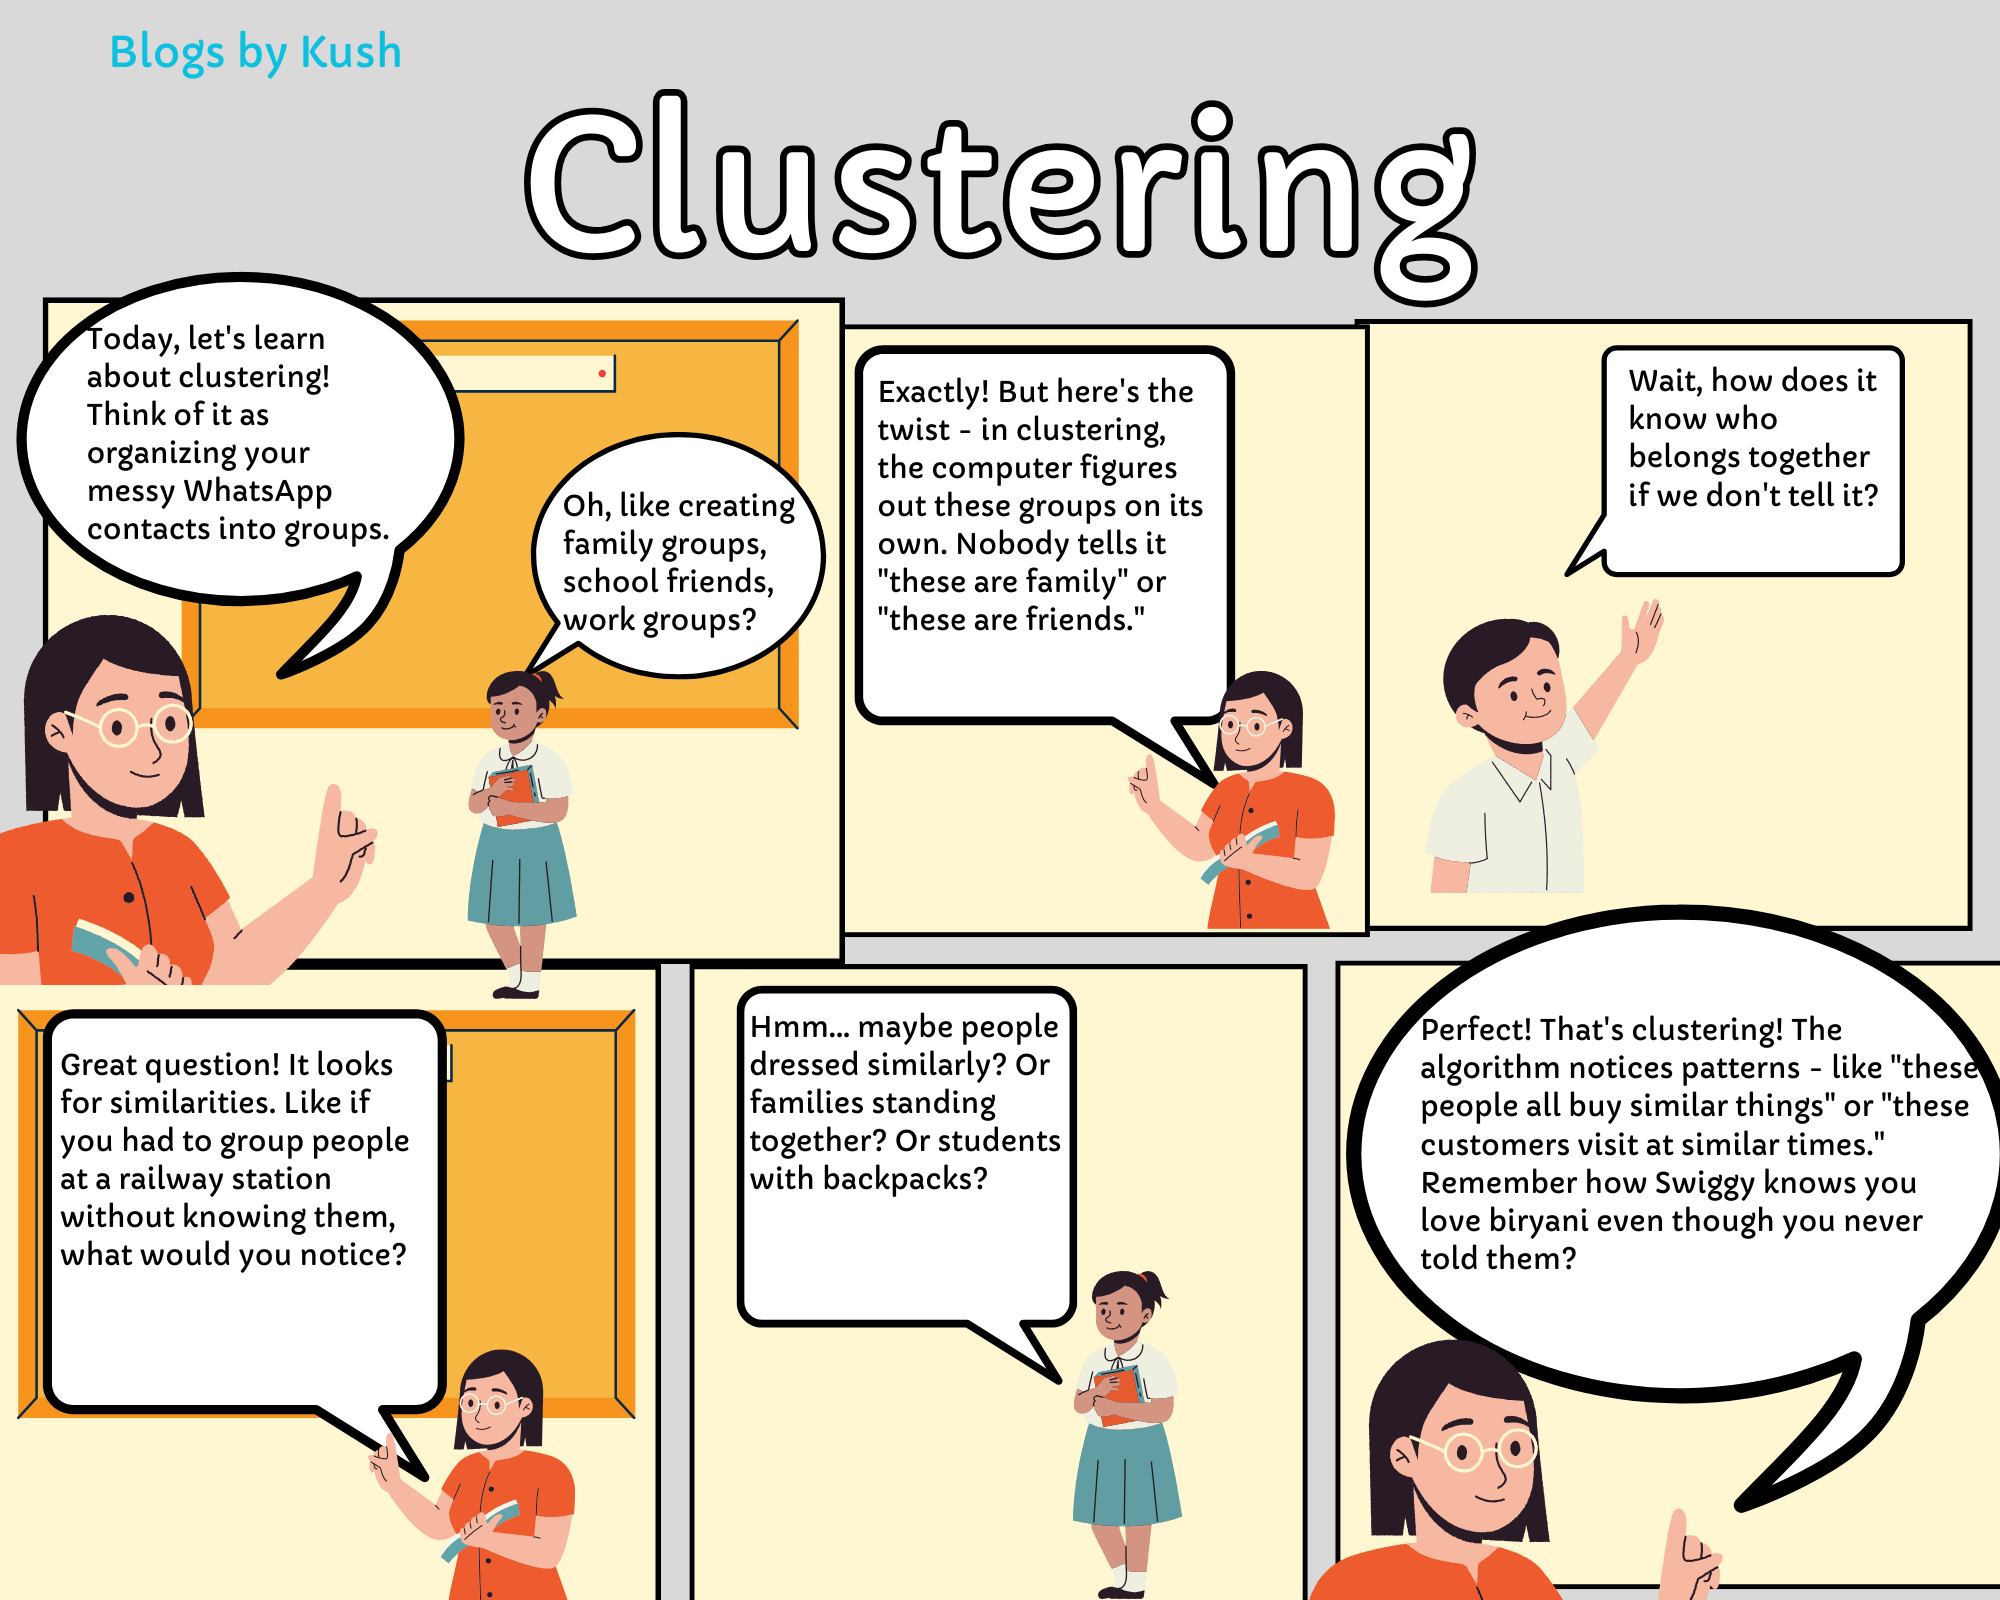 Blogs by Kush
Clustering
Today, let's learn
about clustering!
Think of it as
organizing your
messy WhatsApp
contacts into groups.
Oh, like creating
family groups,
school friends,
work groups?
Exactly! But here's the
twist - in clustering,
the computer figures
out these groups on its
own. Nobody tells it
"these are family" or
"these are friends."
Wait, how does it
know who
belongs together
if we don't tell it?
Great question! It looks
for similarities. Like if
you had to group people
at a railway station
without knowing them,
what would you notice?
Hmm... maybe people
dressed similarly? Or
families standing
together? Or students
with backpacks?
Perfect! That's clustering! The
algorithm notices patterns - like "these
people all buy similar things" or "these
customers visit at similar times."
Remember how Swiggy knows you
love biryani even though you never
told them?